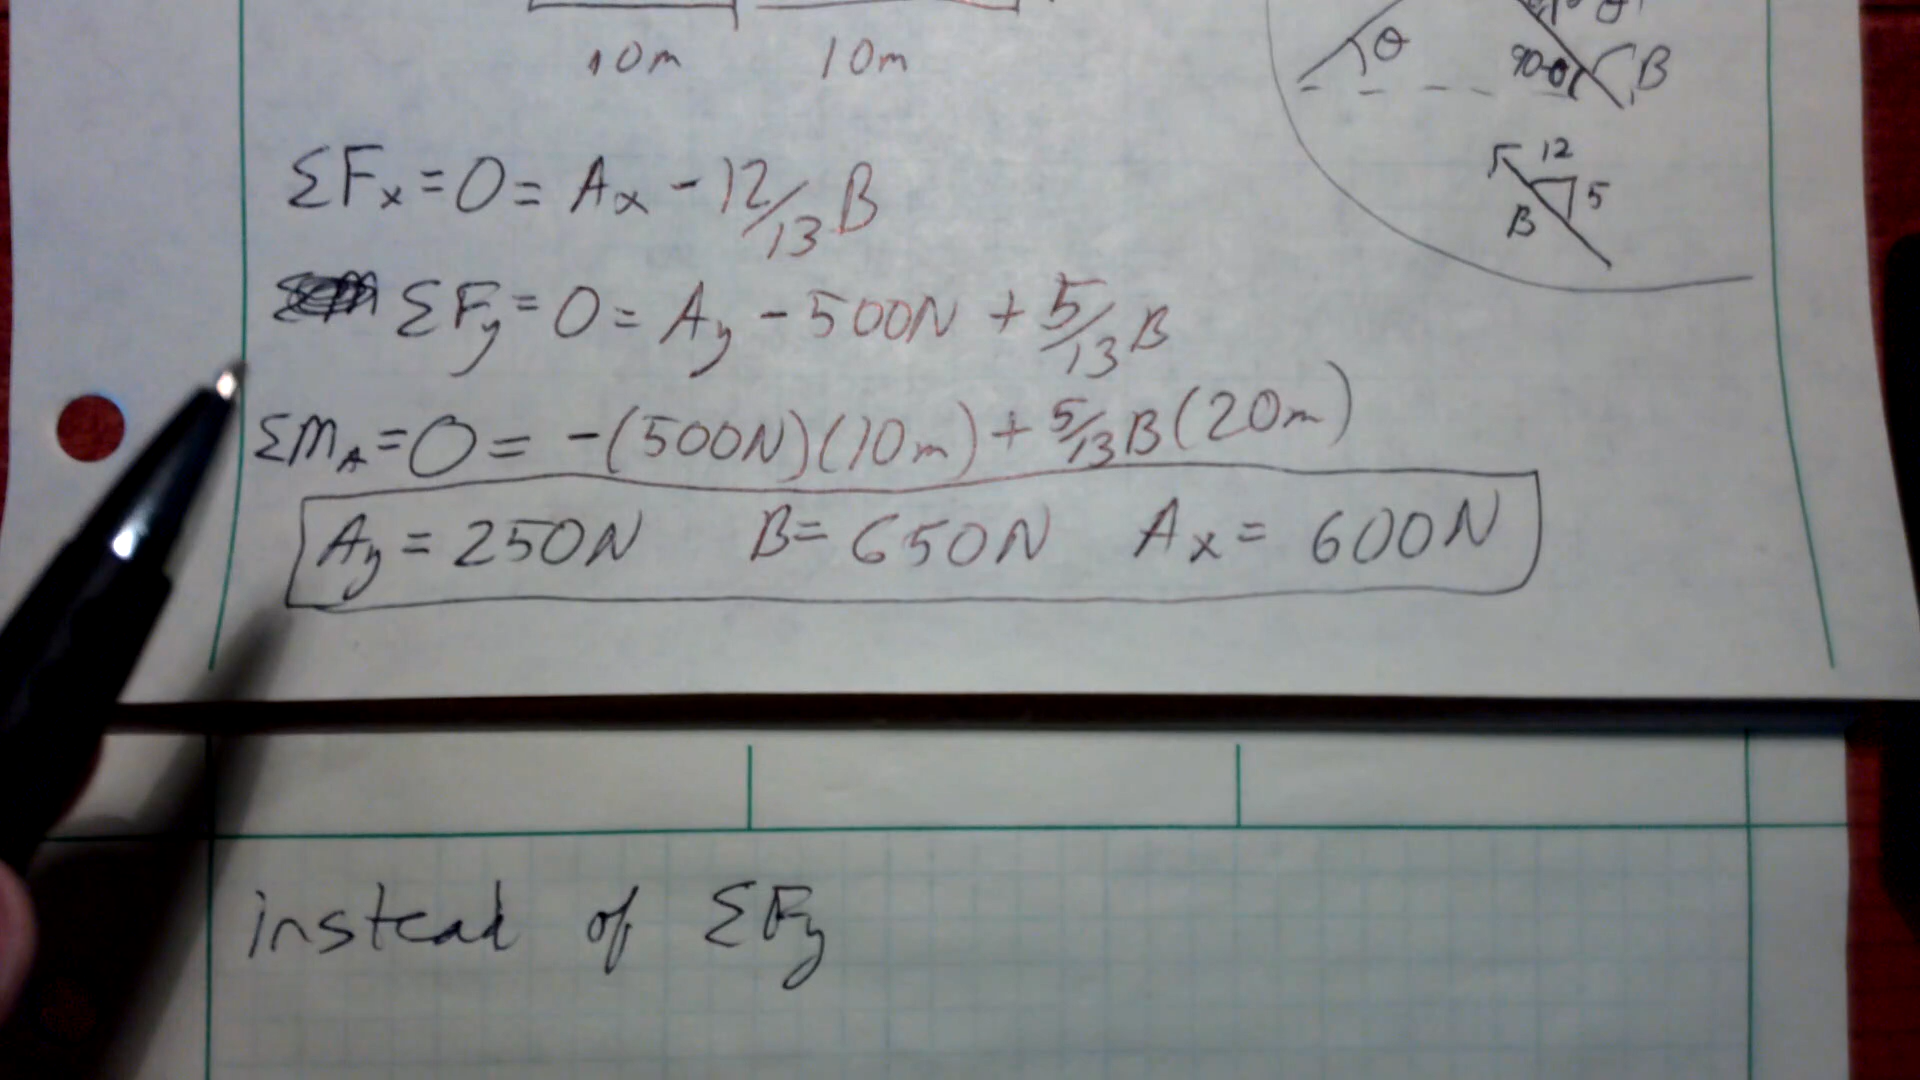 10m 10m
θ
90-θ B
12
5
B
ΣFx = 0 = Ax - 12/13 B
ΣFy = 0 = Ay - 500N + 5/13 B
ΣMA = 0 = -(500N)(10m) + 5/13 B (20m)
Ay = 250N B = 650N Ax = 600N
instead of ΣFy